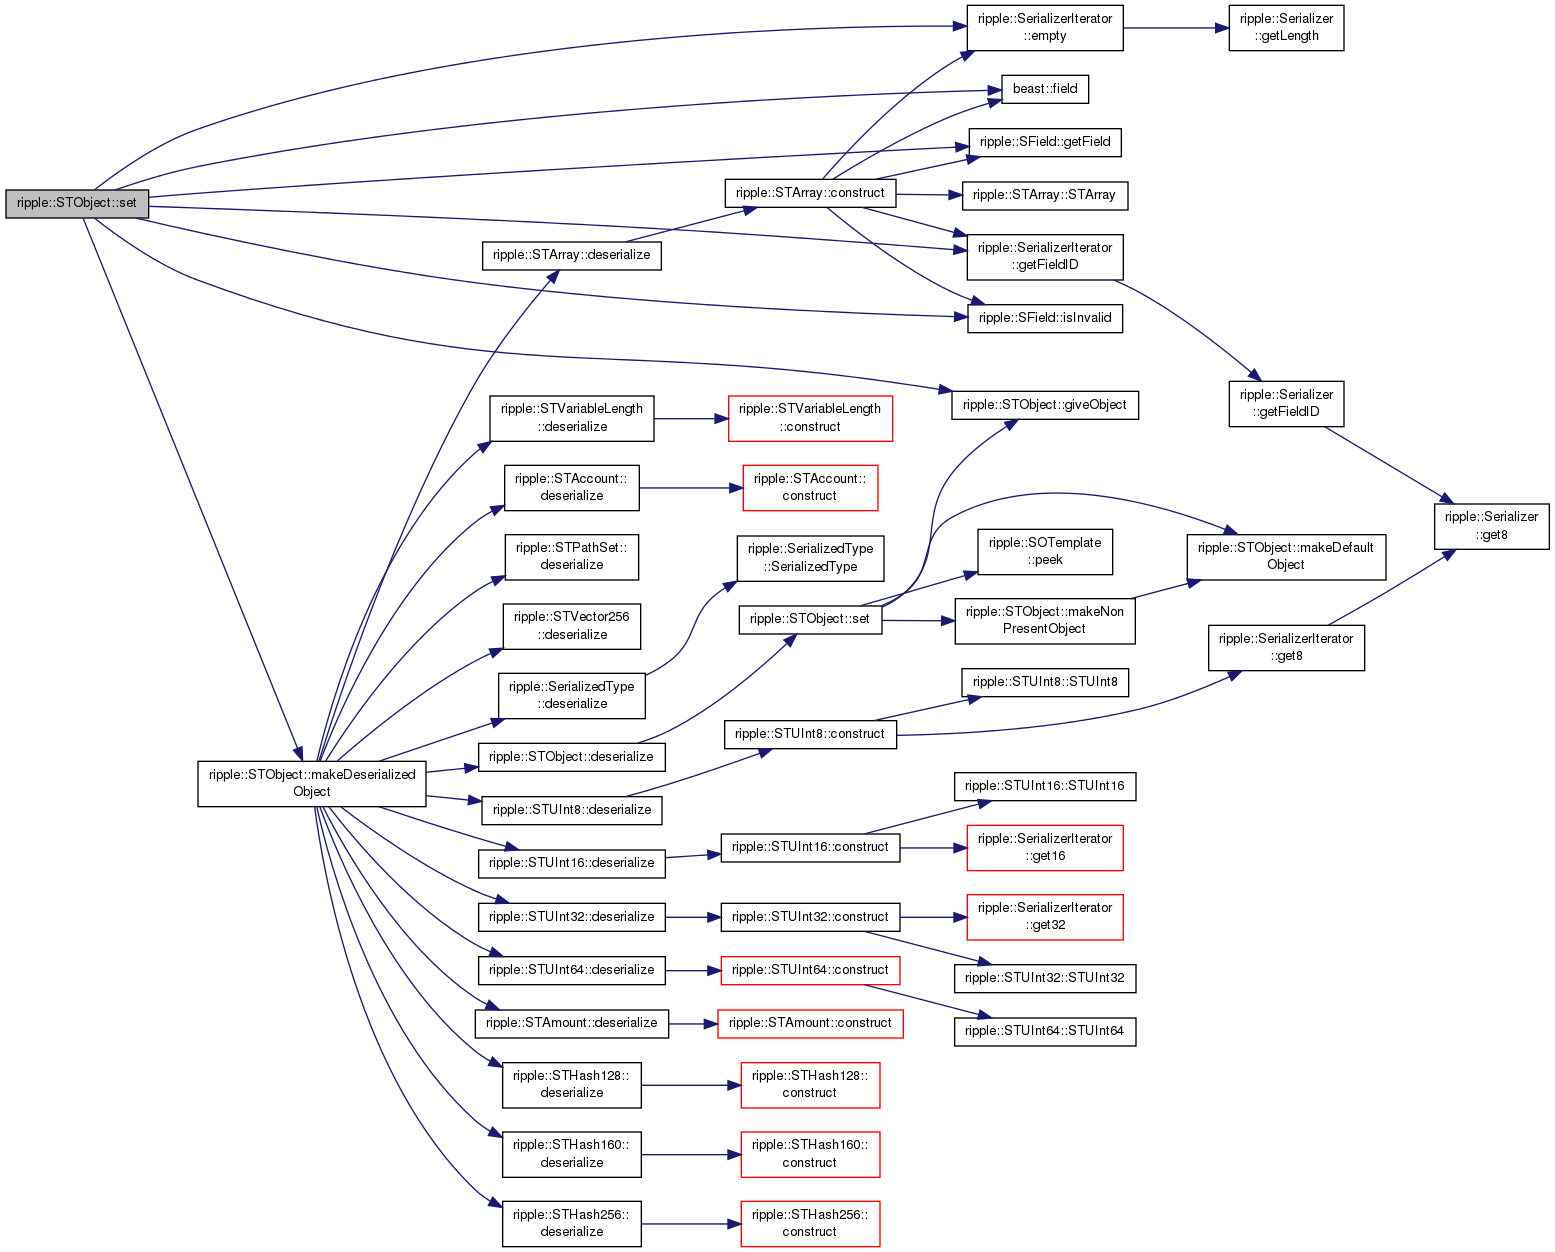 ripple::STObject::set
ripple::SerializerIterator
::empty
ripple::Serializer
::getLength
beast::field
ripple::SField::getField
ripple::STArray::construct
ripple::STArray::STArray
ripple::STArray::deserialize
ripple::SerializerIterator
::getFieldID
ripple::SField::isInvalid
ripple::STObject::giveObject
ripple::Serializer
::getFieldID
ripple::STVariableLength
::deserialize
ripple::STVariableLength
::construct
ripple::STAccount::
deserialize
ripple::STAccount::
construct
ripple::Serializer
::get8
ripple::STPathSet::
deserialize
ripple::SerializedType
::SerializedType
ripple::SOTemplate
::peek
ripple::STObject::makeDefault
Object
ripple::STVector256
::deserialize
ripple::STObject::set
ripple::STObject::makeNon
PresentObject
ripple::SerializerIterator
::get8
ripple::SerializedType
::deserialize
ripple::STUInt8::STUInt8
ripple::STObject::deserialize
ripple::STUInt8::construct
ripple::STObject::makeDeserialized
Object
ripple::STUInt8::deserialize
ripple::STUInt16::STUInt16
ripple::STUInt16::deserialize
ripple::STUInt16::construct
ripple::SerializerIterator
::get16
ripple::STUInt32::deserialize
ripple::STUInt32::construct
ripple::SerializerIterator
::get32
ripple::STUInt32::STUInt32
ripple::STUInt64::deserialize
ripple::STUInt64::construct
ripple::STUInt64::STUInt64
ripple::STAmount::deserialize
ripple::STAmount::construct
ripple::STHash128::
deserialize
ripple::STHash128::
construct
ripple::STHash160::
deserialize
ripple::STHash160::
construct
ripple::STHash256::
deserialize
ripple::STHash256::
construct